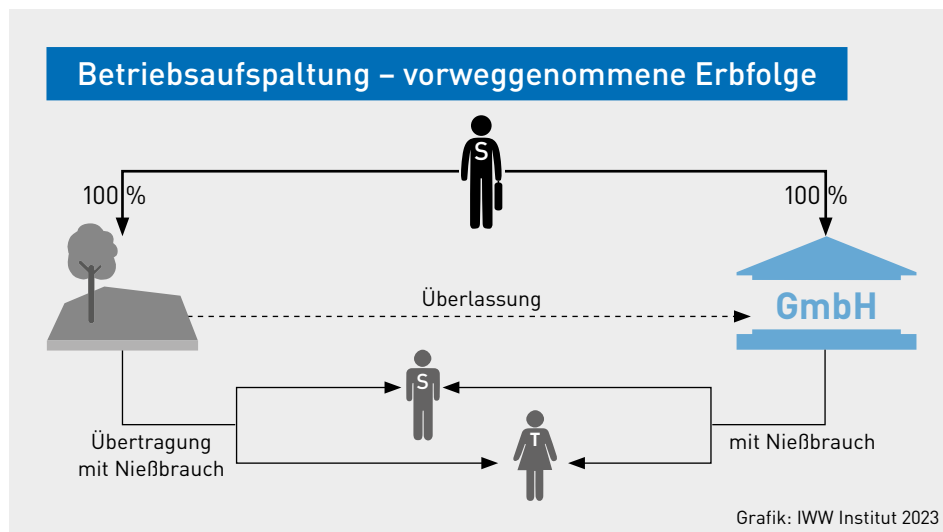 Betriebsaufspaltung – vorweggenommene Erbfolge
S
100 %
100 %
Überlassung
GmbH
S
T
Übertragung
mit Nießbrauch
mit Nießbrauch
Grafik: IWW Institut 2023